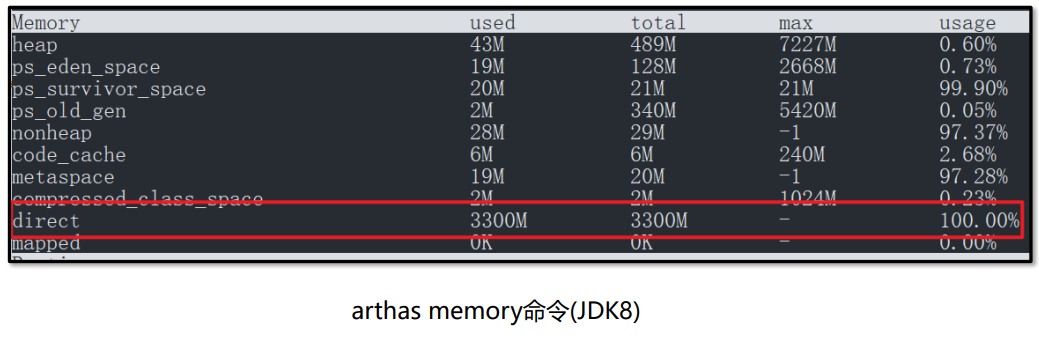 Memory used total max usage
heap 43M 489M 7227M 0.60%
ps_eden_space 19M 128M 2668M 0.73%
ps_survivor_space 20M 21M 21M 99.90%
ps_old_gen 2M 340M 5420M 0.05%
nonheap 28M 29M -1 97.37%
code_cache 6M 6M 240M 2.68%
metaspace 19M 20M -1 97.28%
compressed_class_space 2M 2M 1024M 0.23%
direct 3300M 3300M - 100.00%
mapped 0K 0K - 0.00%
arthas memory命令(JDK8)